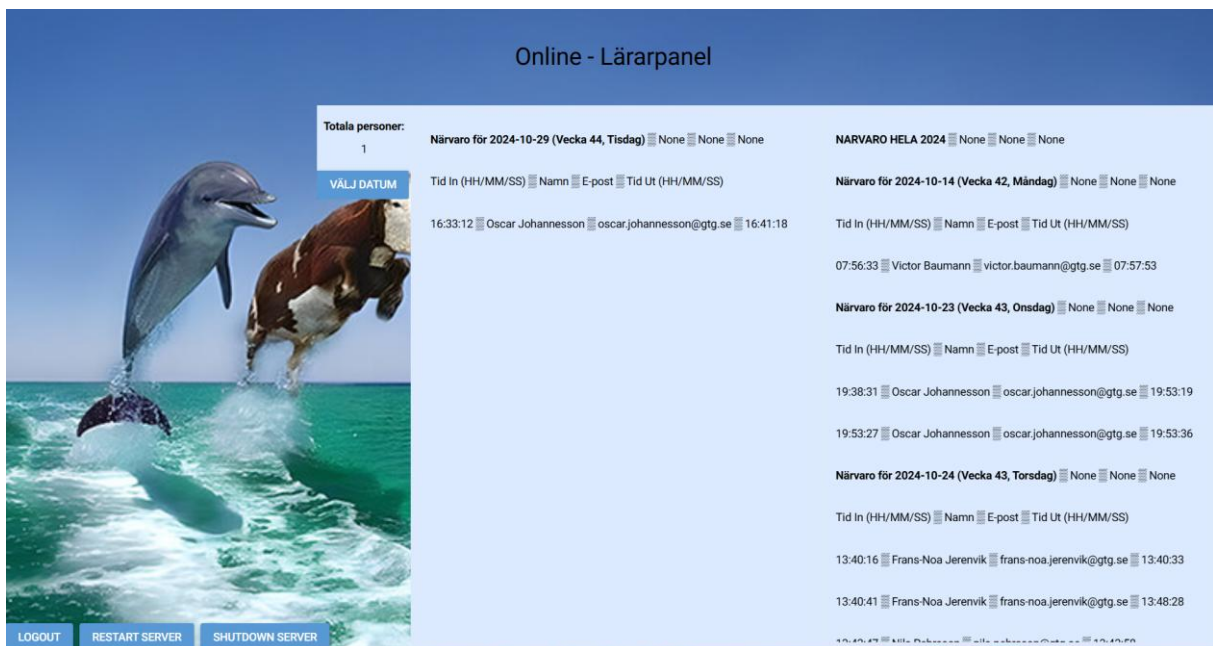 Online - Lärarpanel
Totala personer:
1
VÄLJ DATUM
Närvaro för 2024-10-29 (Vecka 44, Tisdag) ▒ None ▒ None ▒ None
Tid In (HH/MM/SS) ▒ Namn ▒ E-post ▒ Tid Ut (HH/MM/SS)
16:33:12 ▒ Oscar Johannesson ▒ oscar.johannesson@gtg.se ▒ 16:41:18
NARVARO HELA 2024 ▒ None ▒ None ▒ None
Närvaro för 2024-10-14 (Vecka 42, Måndag) ▒ None ▒ None ▒ None
Tid In (HH/MM/SS) ▒ Namn ▒ E-post ▒ Tid Ut (HH/MM/SS)
07:56:33 ▒ Victor Baumann ▒ victor.baumann@gtg.se ▒ 07:57:53
Närvaro för 2024-10-23 (Vecka 43, Onsdag) ▒ None ▒ None ▒ None
Tid In (HH/MM/SS) ▒ Namn ▒ E-post ▒ Tid Ut (HH/MM/SS)
19:38:31 ▒ Oscar Johannesson ▒ oscar.johannesson@gtg.se ▒ 19:53:19
19:53:27 ▒ Oscar Johannesson ▒ oscar.johannesson@gtg.se ▒ 19:53:36
Närvaro för 2024-10-24 (Vecka 43, Torsdag) ▒ None ▒ None ▒ None
Tid In (HH/MM/SS) ▒ Namn ▒ E-post ▒ Tid Ut (HH/MM/SS)
13:40:16 ▒ Frans-Noa Jerenvik ▒ frans-noa.jerenvik@gtg.se ▒ 13:40:33
13:40:41 ▒ Frans-Noa Jerenvik ▒ frans-noa.jerenvik@gtg.se ▒ 13:48:28
LOGOUT
RESTART SERVER
SHUTDOWN SERVER